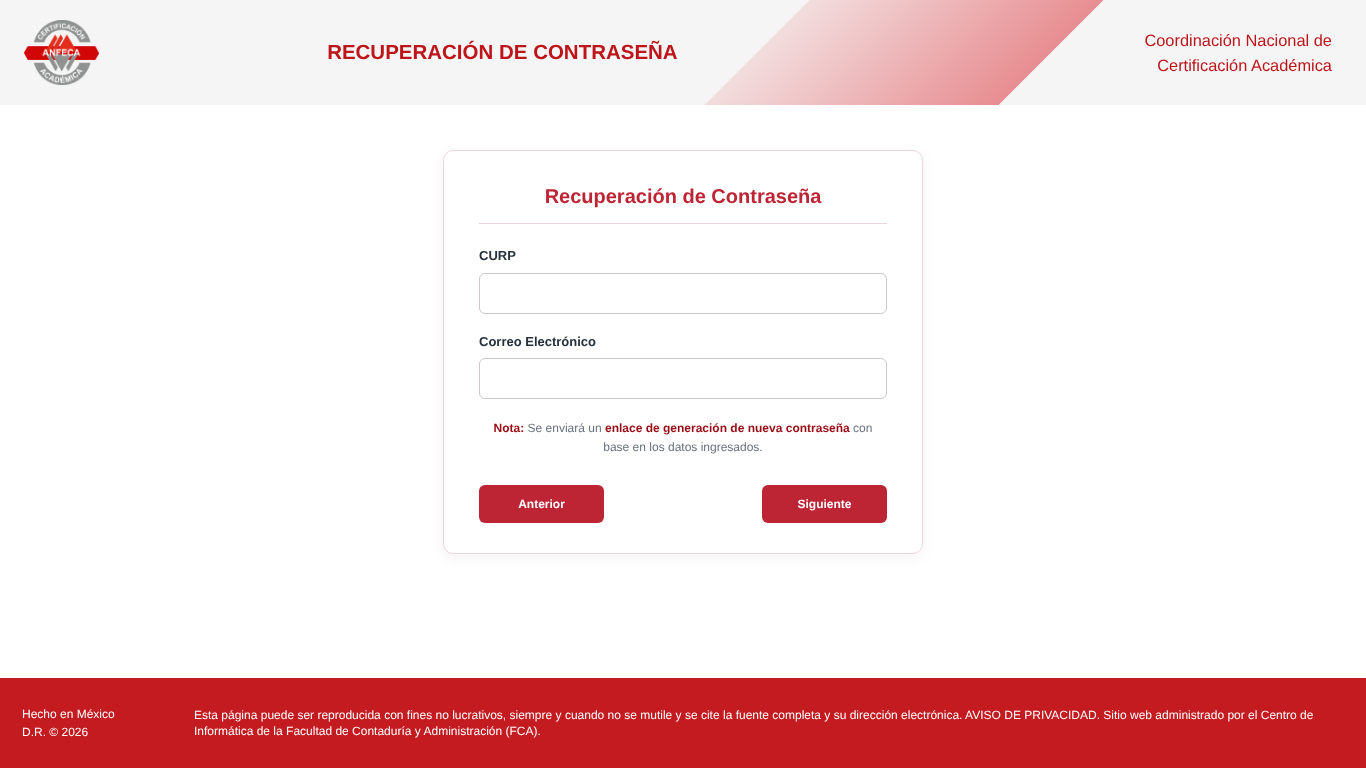 CERTIFICACIÓN
ANFECA
ACADÉMICA
RECUPERACIÓN DE CONTRASEÑA
Coordinación Nacional de
Certificación Académica
Recuperación de Contraseña
CURP
Correo Electrónico
Nota: Se enviará un enlace de generación de nueva contraseña con
base en los datos ingresados.
Anterior
Siguiente
Hecho en México
D.R. © 2026
Esta página puede ser reproducida con fines no lucrativos, siempre y cuando no se mutile y se cite la fuente completa y su dirección electrónica. AVISO DE PRIVACIDAD. Sitio web administrado por el Centro de
Informática de la Facultad de Contaduría y Administración (FCA).